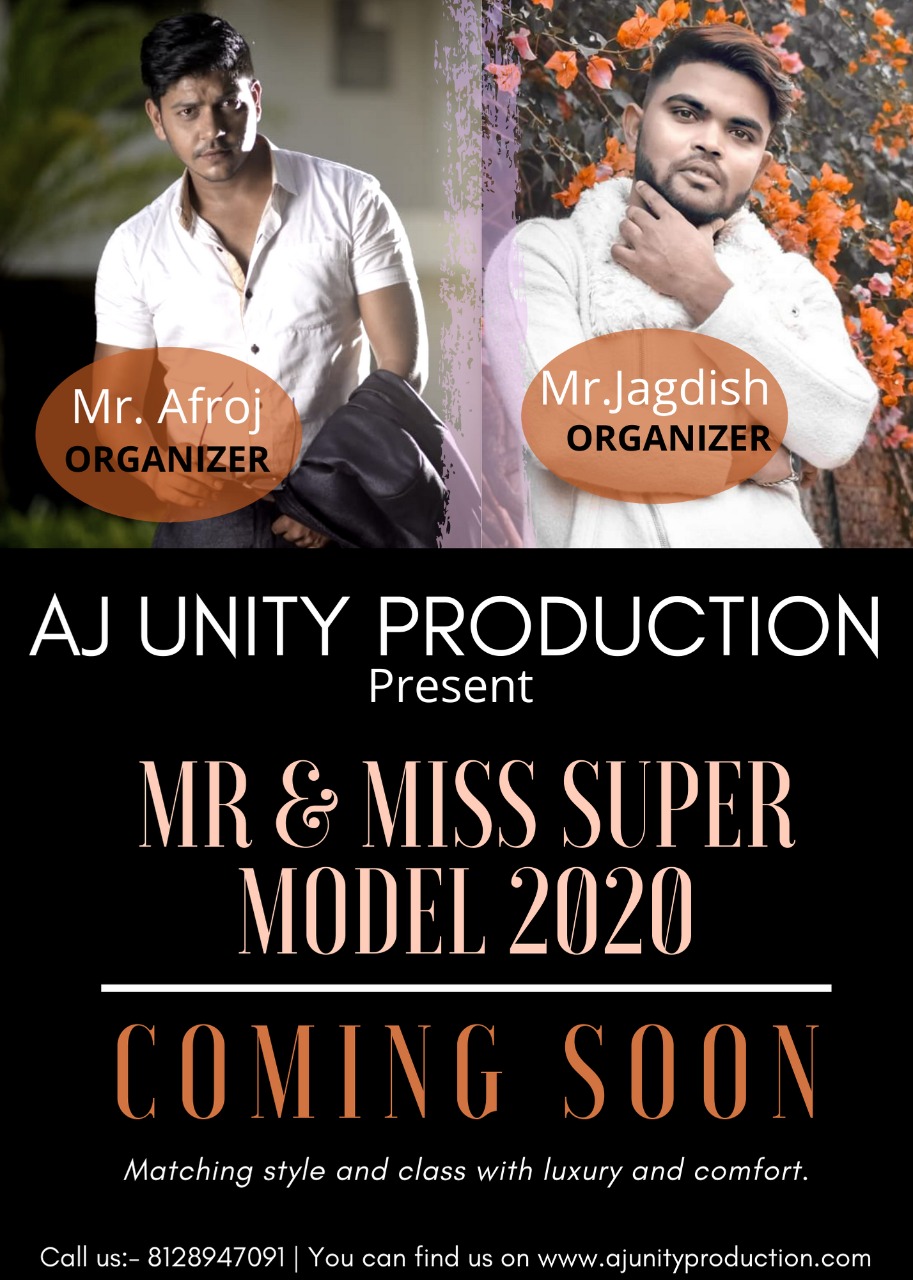 Mr. Afroj
ORGANIZER
Mr.Jagdish
ORGANIZER
AJ UNITY PRODUCTION
Present
MR & MISS SUPER
MODEL 2020
COMING SOON
Matching style and class with luxury and comfort.
Call us:- 8128947091 | You can find us on www.ajunityproduction.com